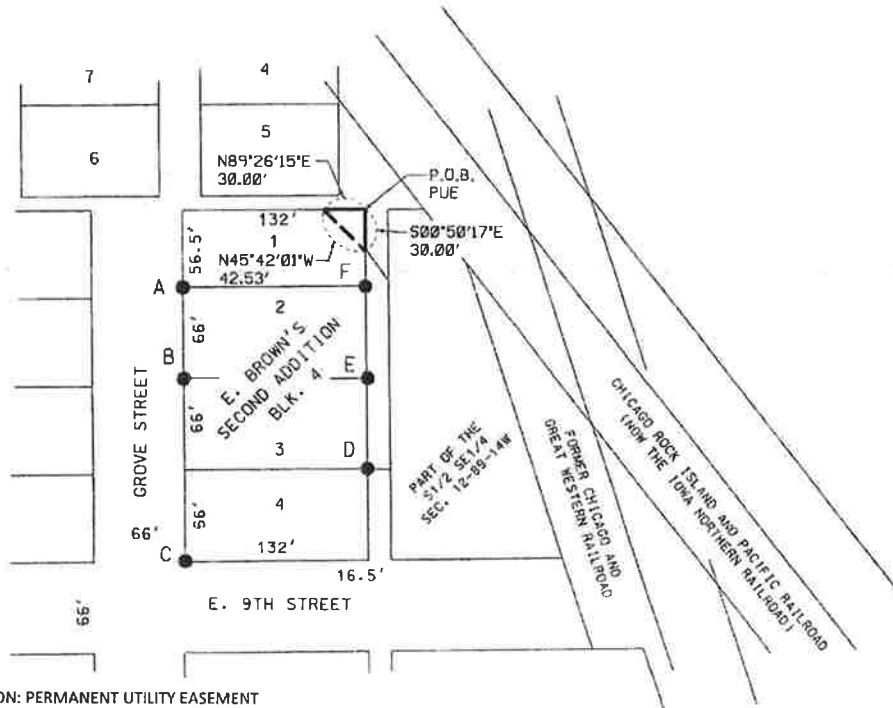 7
4
6
5
N89°26'15"E
30.00'
P.O.B.
PUE
132'
1
S00°50'17"E
30.00'
56.5'
N45°42'01"W
42.53'
F
A
2
66'
B
E. BROWN'S
SECOND ADDITION
BLK. 4
E
GROVE STREET
66'
3
D
PART OF THE
S1/2 SE1/4
SEC. 12-89-14W
FORMER CHICAGO AND
GREAT WESTERN RAILROAD
CHICAGO ROCK ISLAND AND PACIFIC RAILROAD
(NOW THE IOWA NORTHERN RAILROAD)
4
66'
66'
C
132'
16.5'
E. 9TH STREET
66'
ON: PERMANENT UTILITY EASEMENT